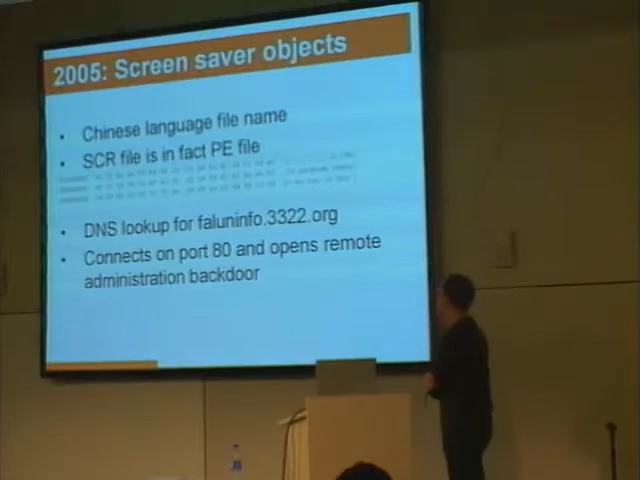 2005: Screen saver objects
• Chinese language file name
• SCR file is in fact PE file
• DNS lookup for faluninfo.3322.org
• Connects on port 80 and opens remote
administration backdoor